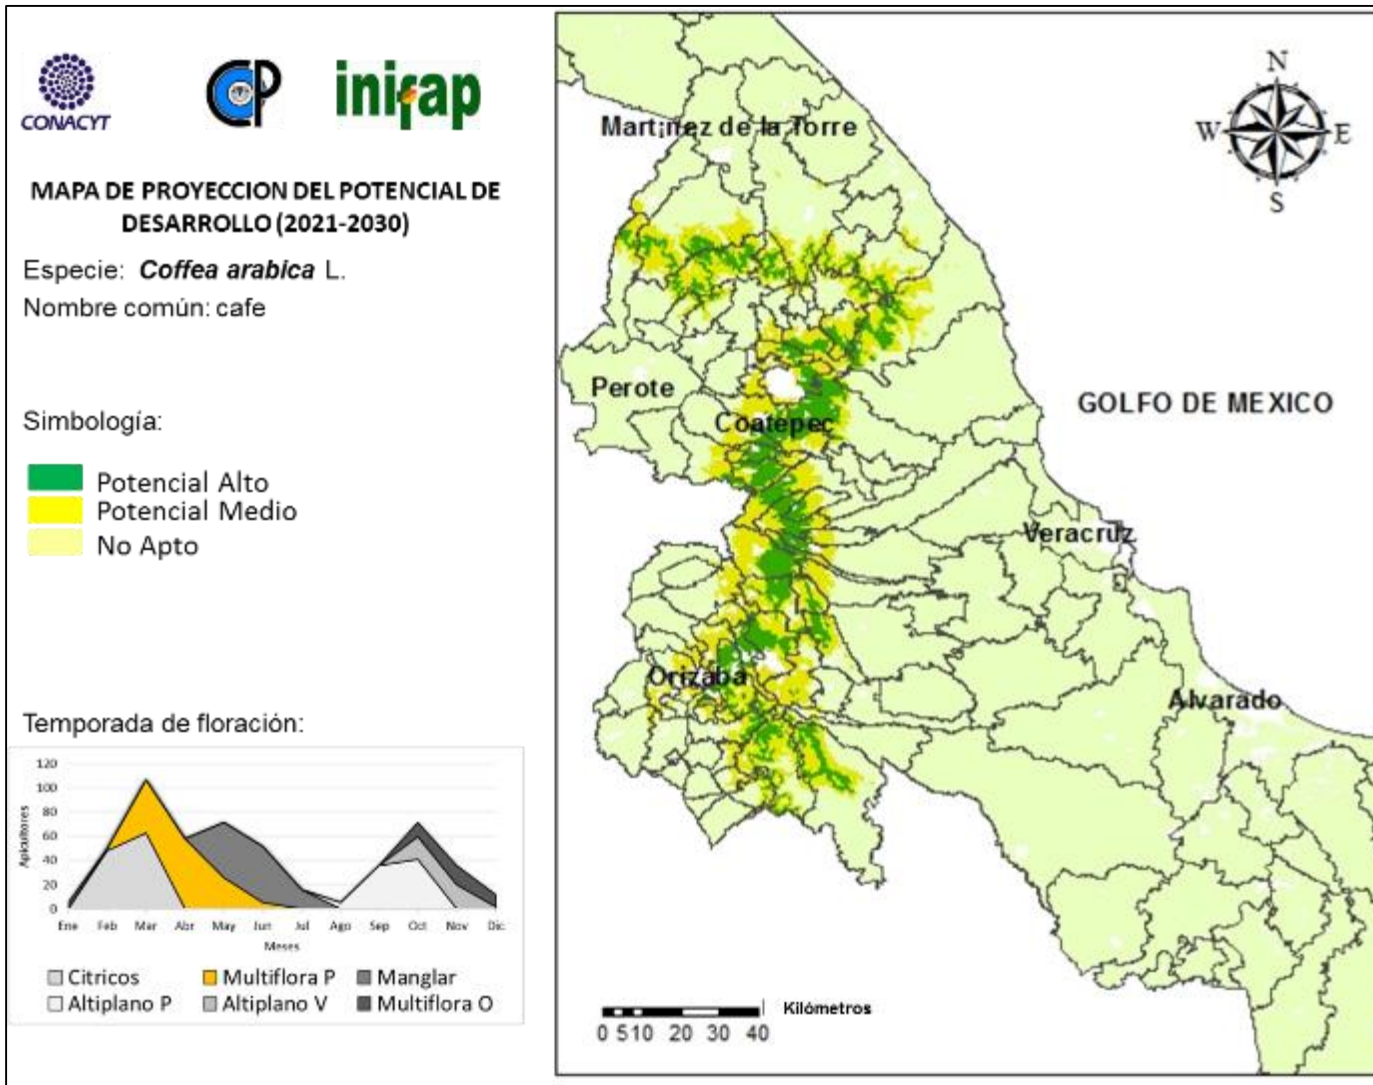 CONACYT
CP
inifap
MAPA DE PROYECCION DEL POTENCIAL DE
DESARROLLO (2021-2030)
Especie: Coffea arabica L.
Nombre común: cafe
Simbología:
Potencial Alto
Potencial Medio
No Apto
Temporada de floración:
120
100
80
60
40
20
0
Apicultores
Ene Feb Mar Abr May Jun Jul Ago Sep Oct Nov Dic
Meses
Citricos Multiflora P Manglar
Altiplano P Altiplano V Multiflora O
N
W E
S
Mart¡nez de la Torre
Perote
Coatepec
GOLFO DE MEXICO
Veracruz
Orizaba
Alvarado
Kilómetros
0 5 10 20 30 40